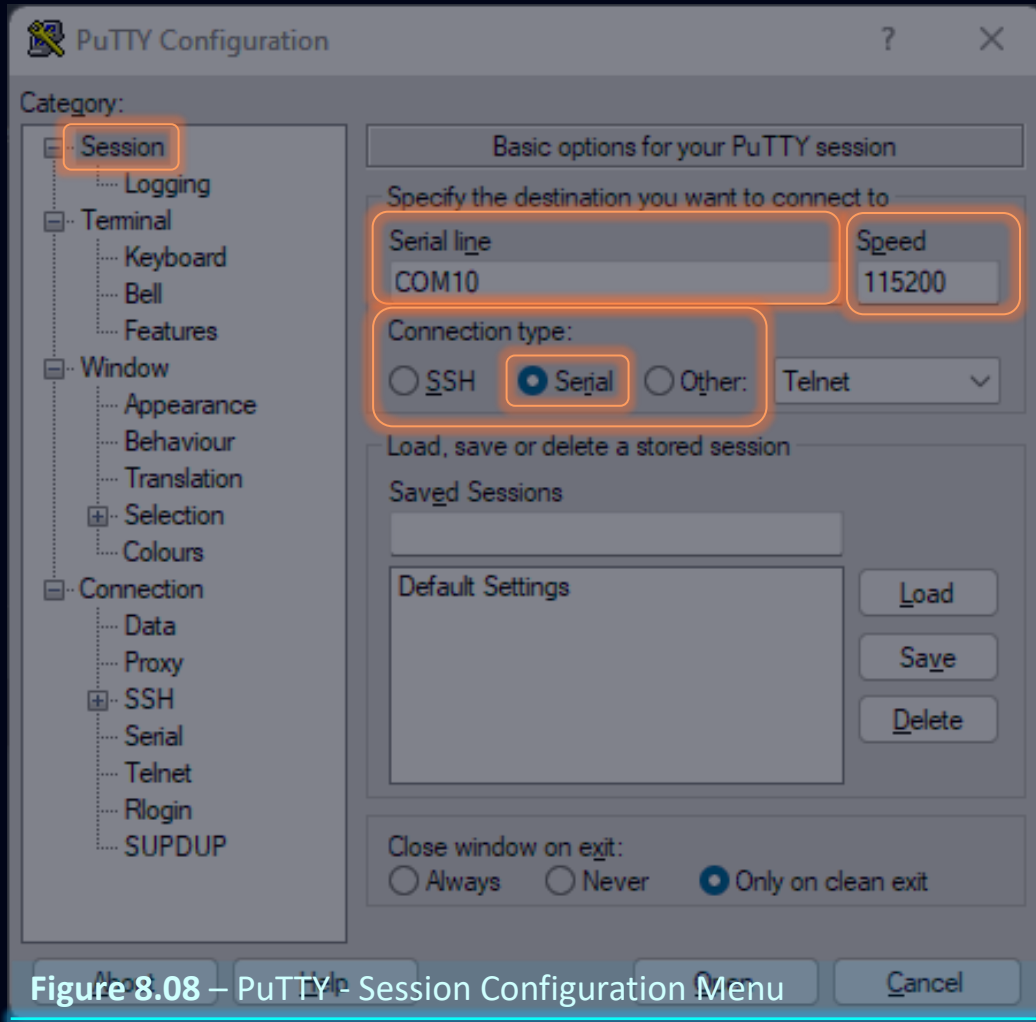 PuTTY Configuration
?
Category:
Session
Logging
Terminal
Keyboard
Bell
Features
Window
Appearance
Behaviour
Translation
Selection
Colours
Connection
Data
Proxy
SSH
Serial
Telnet
Rlogin
SUPDUP
Basic options for your PuTTY session
Specify the destination you want to connect to
Serial line
Speed
COM10
115200
Connection type:
SSH
Serial
Other:
Telnet
Load, save or delete a stored session
Saved Sessions
Default Settings
Load
Save
Delete
Close window on exit:
Always
Never
Only on clean exit
About
Help
Open
Cancel
Figure 8.08 – PuTTY - Session Configuration Menu